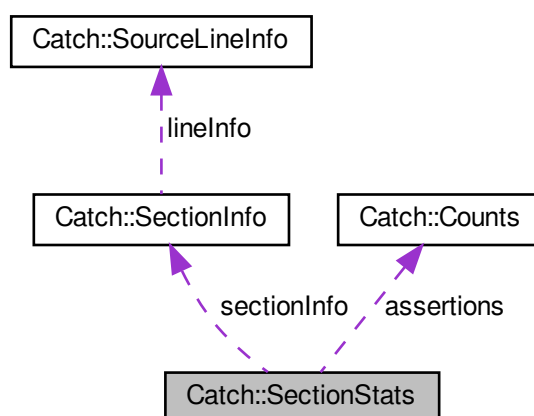 Catch::SourceLineInfo
lineInfo
Catch::SectionInfo
Catch::Counts
sectionInfo
assertions
Catch::SectionStats